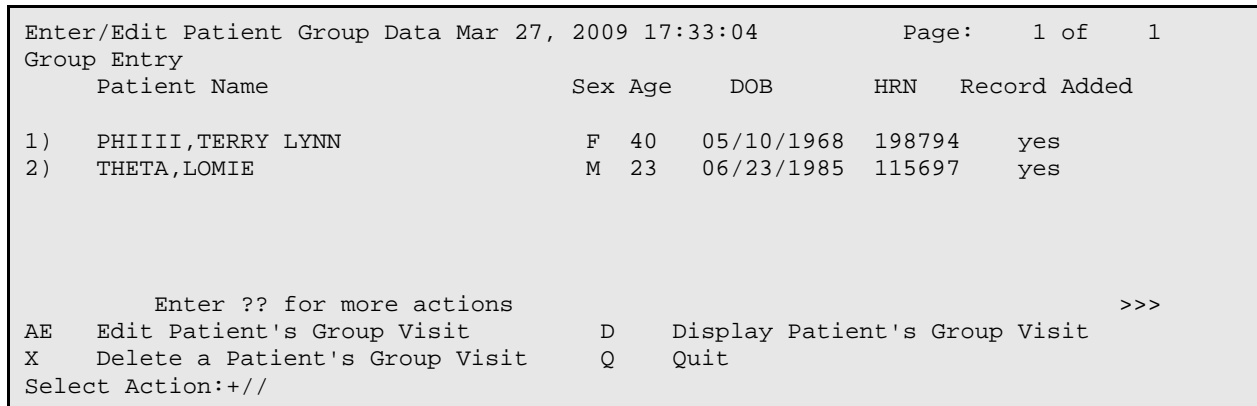 Enter/Edit Patient Group Data Mar 27, 2009 17:33:04 Page: 1 of 1
Group Entry
Patient Name Sex Age DOB HRN Record Added
1) PHIIII,TERRY LYNN F 40 05/10/1968 198794 yes
2) THETA,LOMIE M 23 06/23/1985 115697 yes
Enter ?? for more actions >>>
AE Edit Patient's Group Visit D Display Patient's Group Visit
X Delete a Patient's Group Visit Q Quit
Select Action:+//